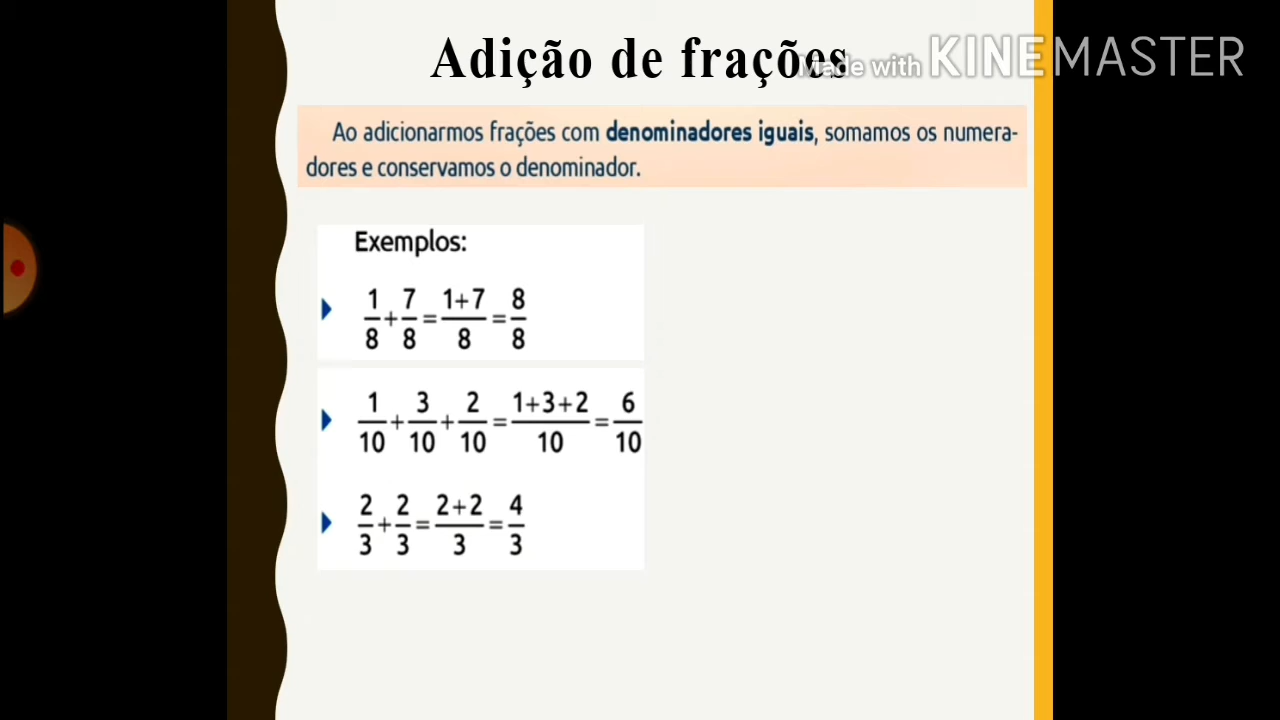 Adição de frações
Made with KINEMASTER
Ao adicionarmos frações com denominadores iguais, somamos os numera-
dores e conservamos o denominador.
Exemplos:
1/8 + 7/8 = 1+7/8 = 8/8
1/10 + 3/10 + 2/10 = 1+3+2/10 = 6/10
2/3 + 2/3 = 2+2/3 = 4/3